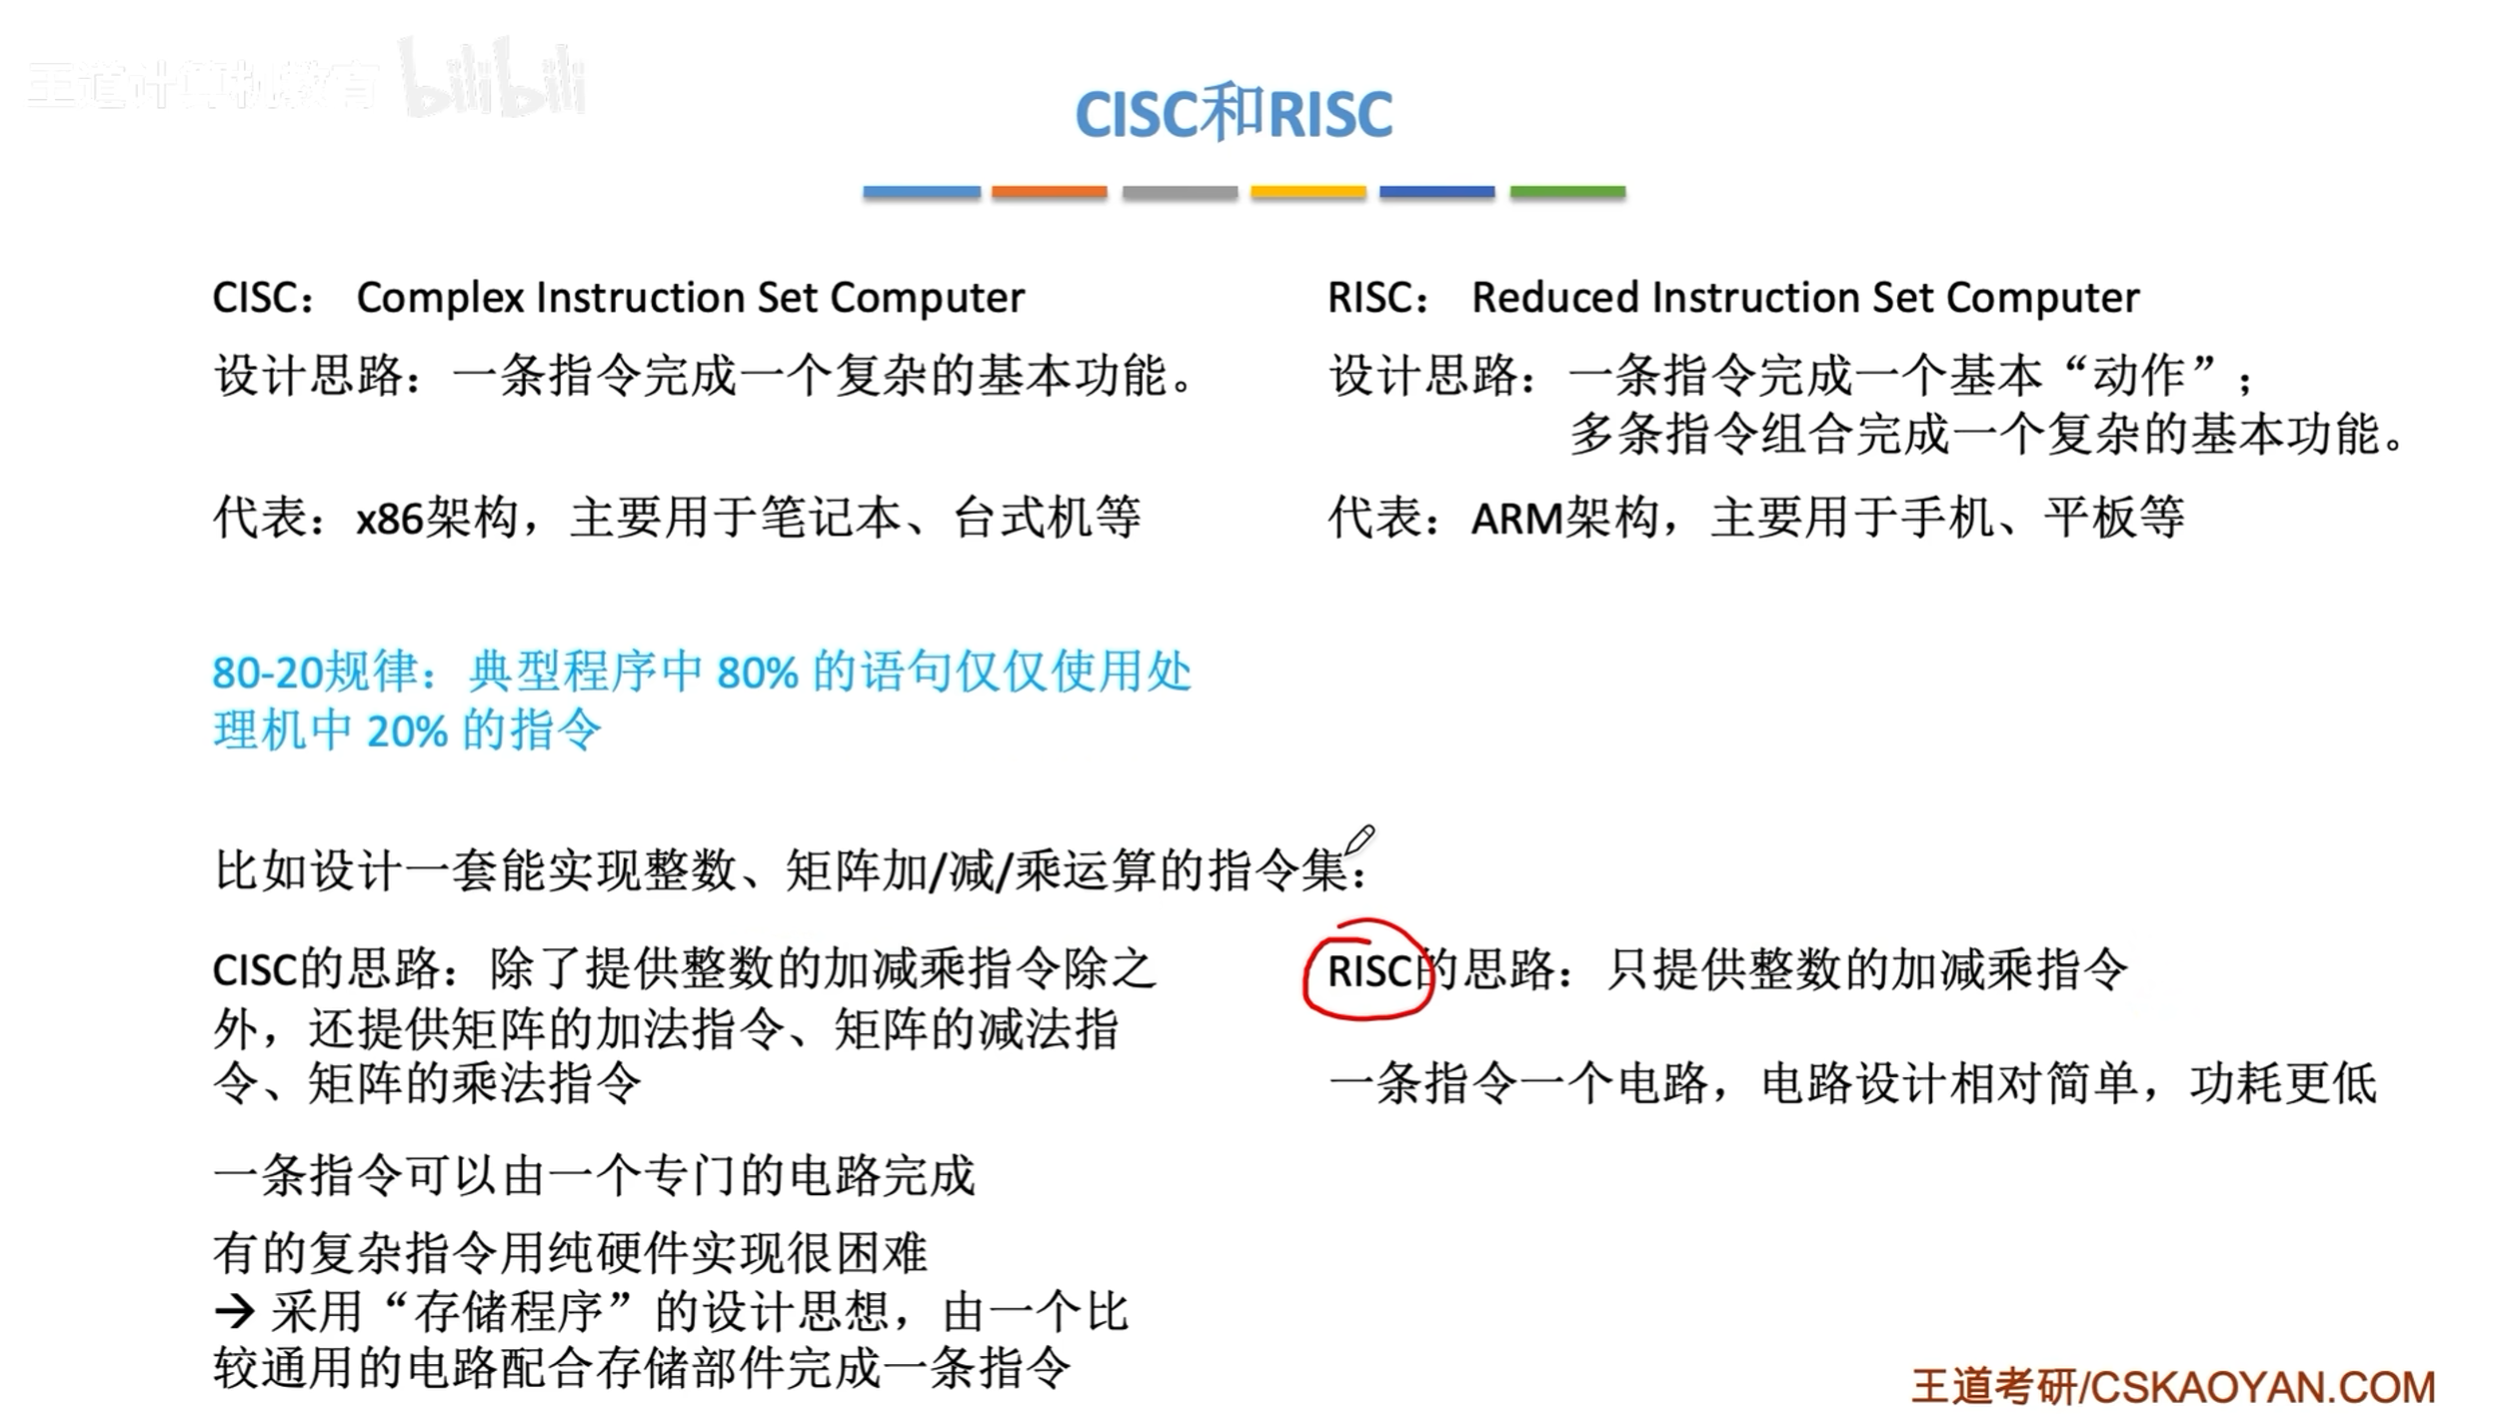 王道计算机教育 bilibili
CISC和RISC
CISC： Complex Instruction Set Computer
设计思路：一条指令完成一个复杂的基本功能。
代表：x86架构，主要用于笔记本、台式机等
RISC： Reduced Instruction Set Computer
设计思路：一条指令完成一个基本“动作”；
多条指令组合完成一个复杂的基本功能。
代表：ARM架构，主要用于手机、平板等
80-20规律：典型程序中 80% 的语句仅仅使用处
理机中 20% 的指令
比如设计一套能实现整数、矩阵加/减/乘运算的指令集：
CISC的思路：除了提供整数的加减乘指令除之
外，还提供矩阵的加法指令、矩阵的减法指
令、矩阵的乘法指令
一条指令可以由一个专门的电路完成
有的复杂指令用纯硬件实现很困难
→ 采用“存储程序”的设计思想，由一个比
较通用的电路配合存储部件完成一条指令
RISC的思路：只提供整数的加减乘指令
一条指令一个电路，电路设计相对简单，功耗更低
王道考研/CSKAOYAN.COM